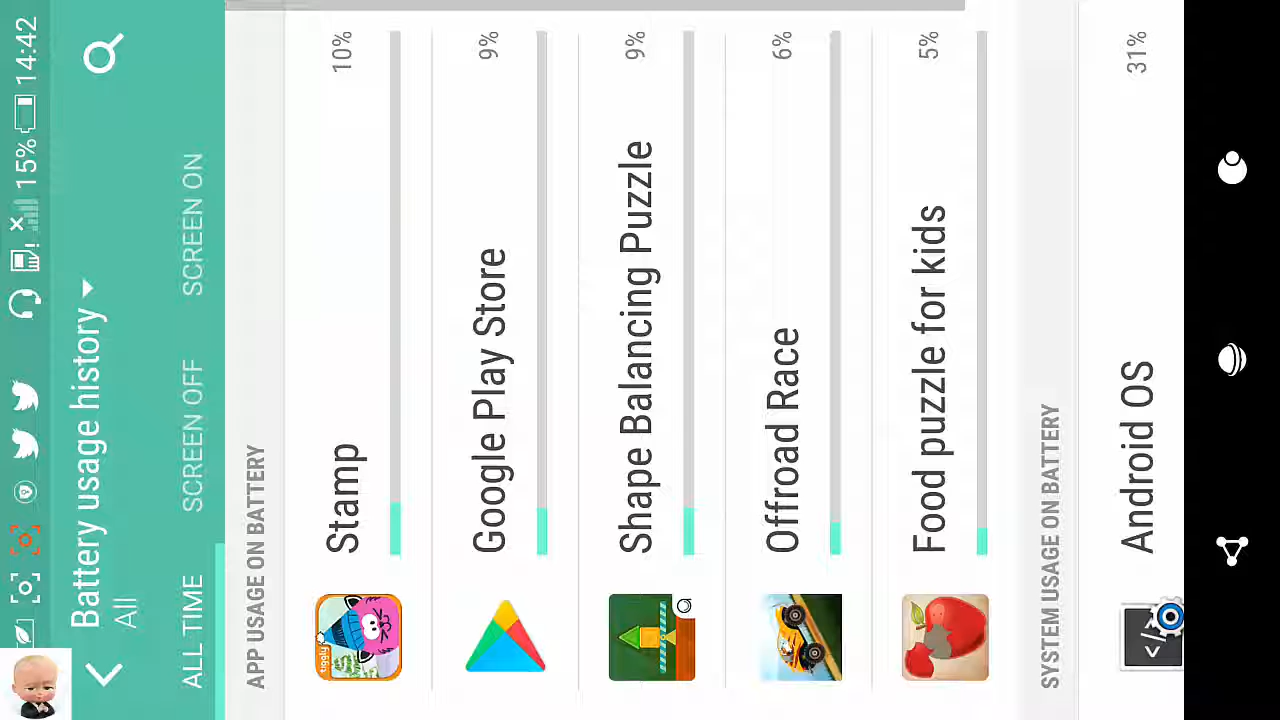 15% 14:42
Battery usage history
All
ALL TIME SCREEN OFF SCREEN ON
APP USAGE ON BATTERY
Stamp 10%
Google Play Store 9%
Shape Balancing Puzzle 9%
Offroad Race 6%
Food puzzle for kids 5%
SYSTEM USAGE ON BATTERY
Android OS 31%